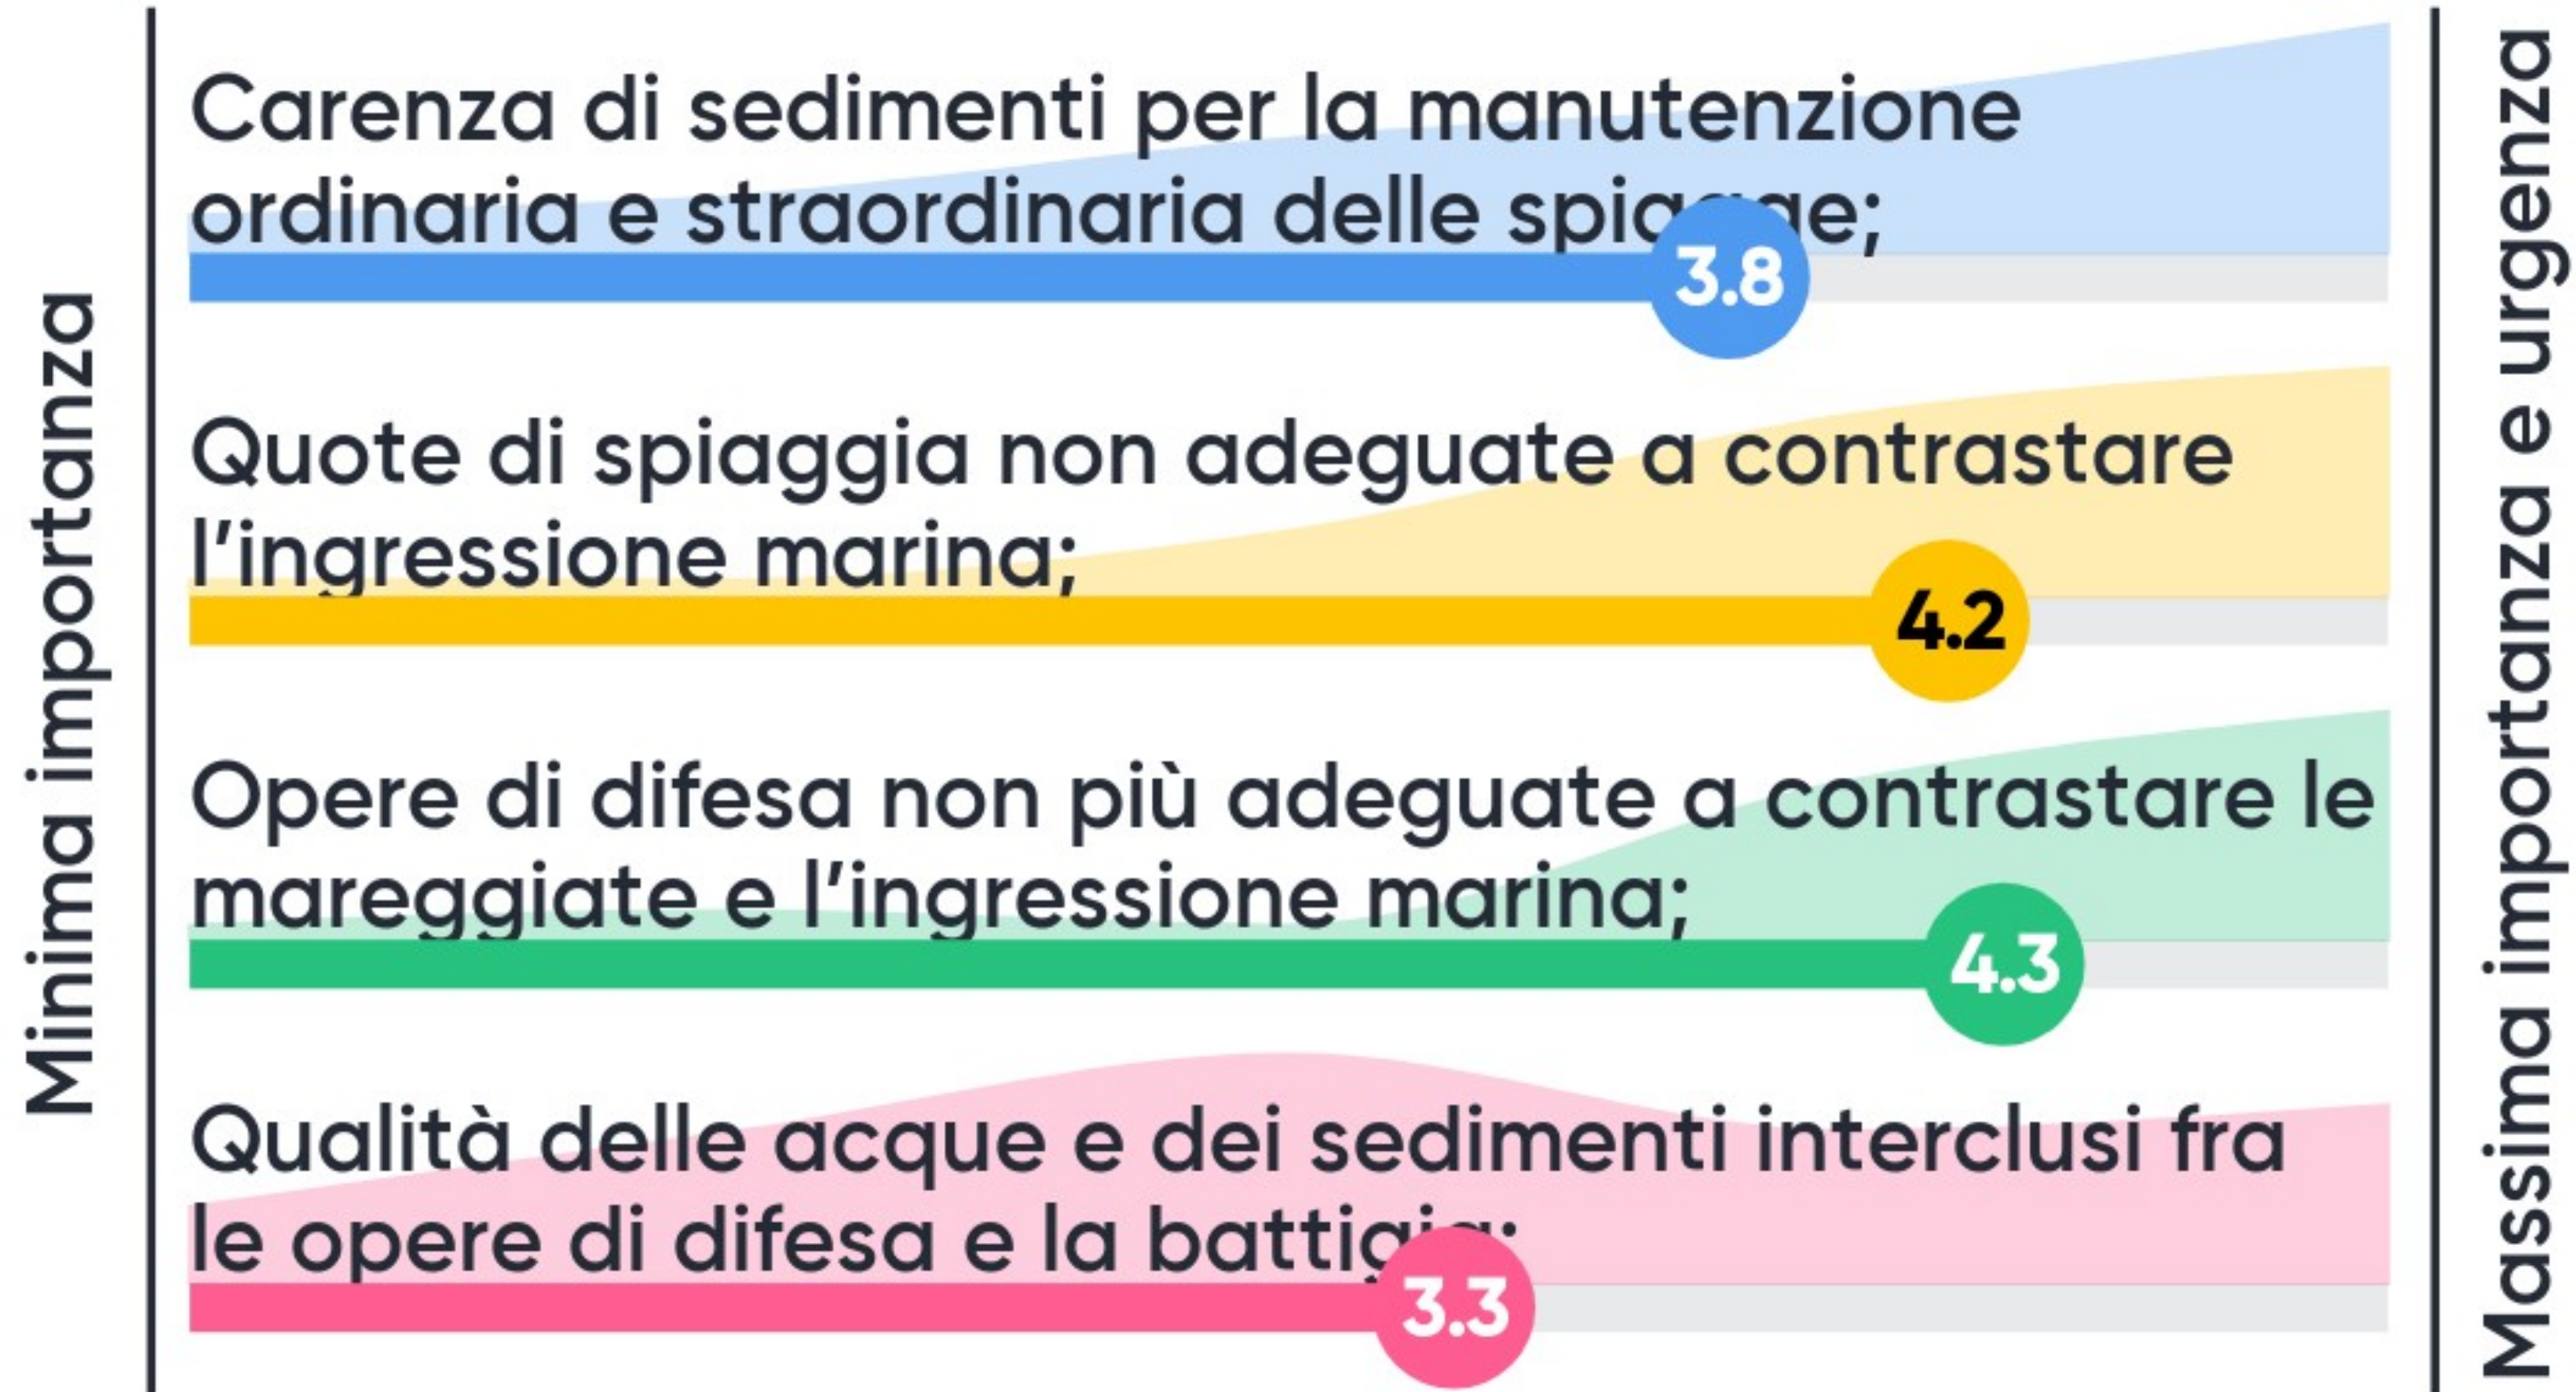 Minima importanza
Carenza di sedimenti per la manutenzione
ordinaria e straordinaria delle spiagge;
3.8
Quote di spiaggia non adeguate a contrastare
l'ingressione marina;
4.2
Opere di difesa non più adeguate a contrastare le
mareggiate e l'ingressione marina;
4.3
Qualità delle acque e dei sedimenti interclusi fra
le opere di difesa e la battigia;
3.3
Massima importanza e urgenza